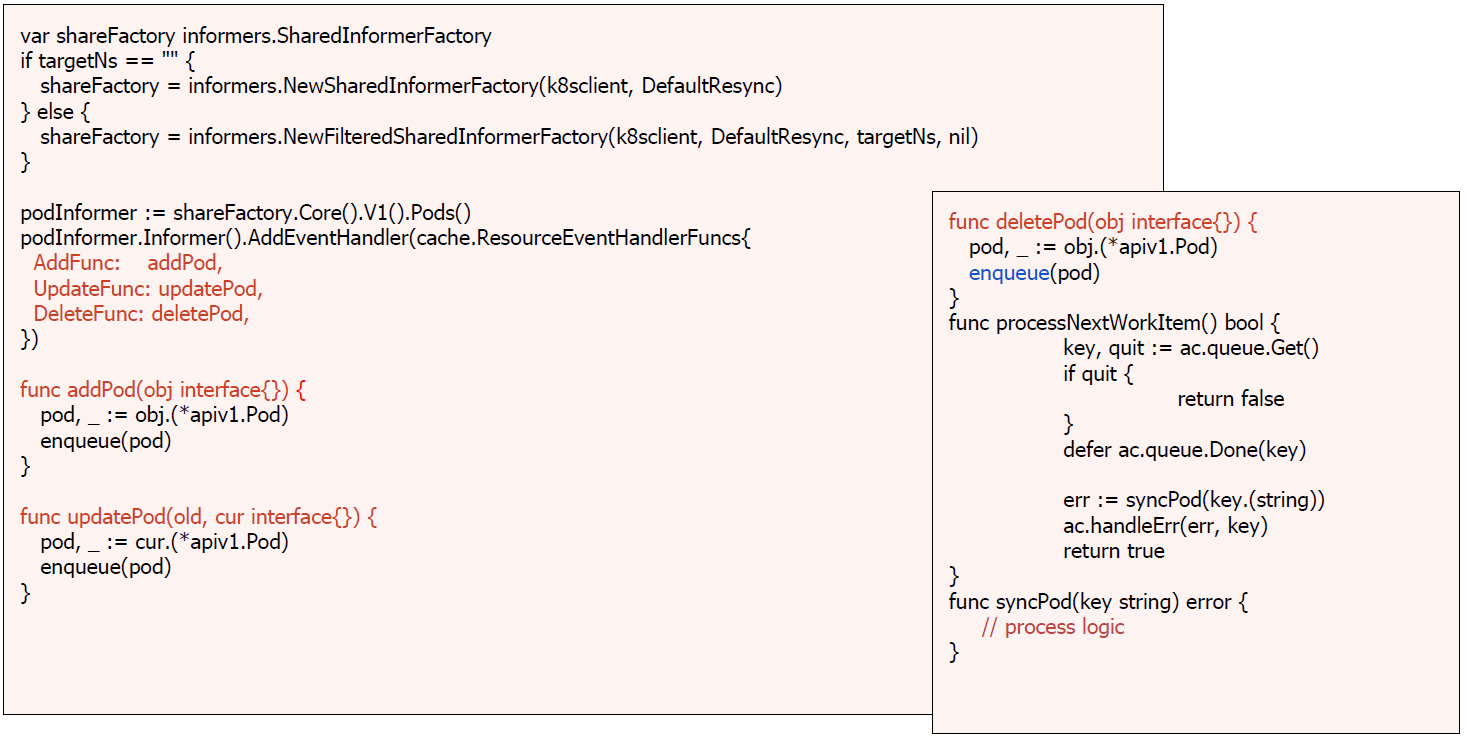 var shareFactory informers.SharedInformerFactory
if targetNs == "" {
shareFactory = informers.NewSharedInformerFactory(k8sclient, DefaultResync)
} else {
shareFactory = informers.NewFilteredSharedInformerFactory(k8sclient, DefaultResync, targetNs, nil)
}
podInformer := shareFactory.Core().V1().Pods()
podInformer.Informer().AddEventHandler(cache.ResourceEventHandlerFuncs{
AddFunc: addPod,
UpdateFunc: updatePod,
DeleteFunc: deletePod,
})
func addPod(obj interface{}) {
pod, _ := obj.(*apiv1.Pod)
enqueue(pod)
}
func updatePod(old, cur interface{}) {
pod, _ := cur.(*apiv1.Pod)
enqueue(pod)
}
func deletePod(obj interface{}) {
pod, _ := obj.(*apiv1.Pod)
enqueue(pod)
}
func processNextWorkItem() bool {
key, quit := ac.queue.Get()
if quit {
return false
}
defer ac.queue.Done(key)
err := syncPod(key.(string))
ac.handleErr(err, key)
return true
}
func syncPod(key string) error {
// process logic
}